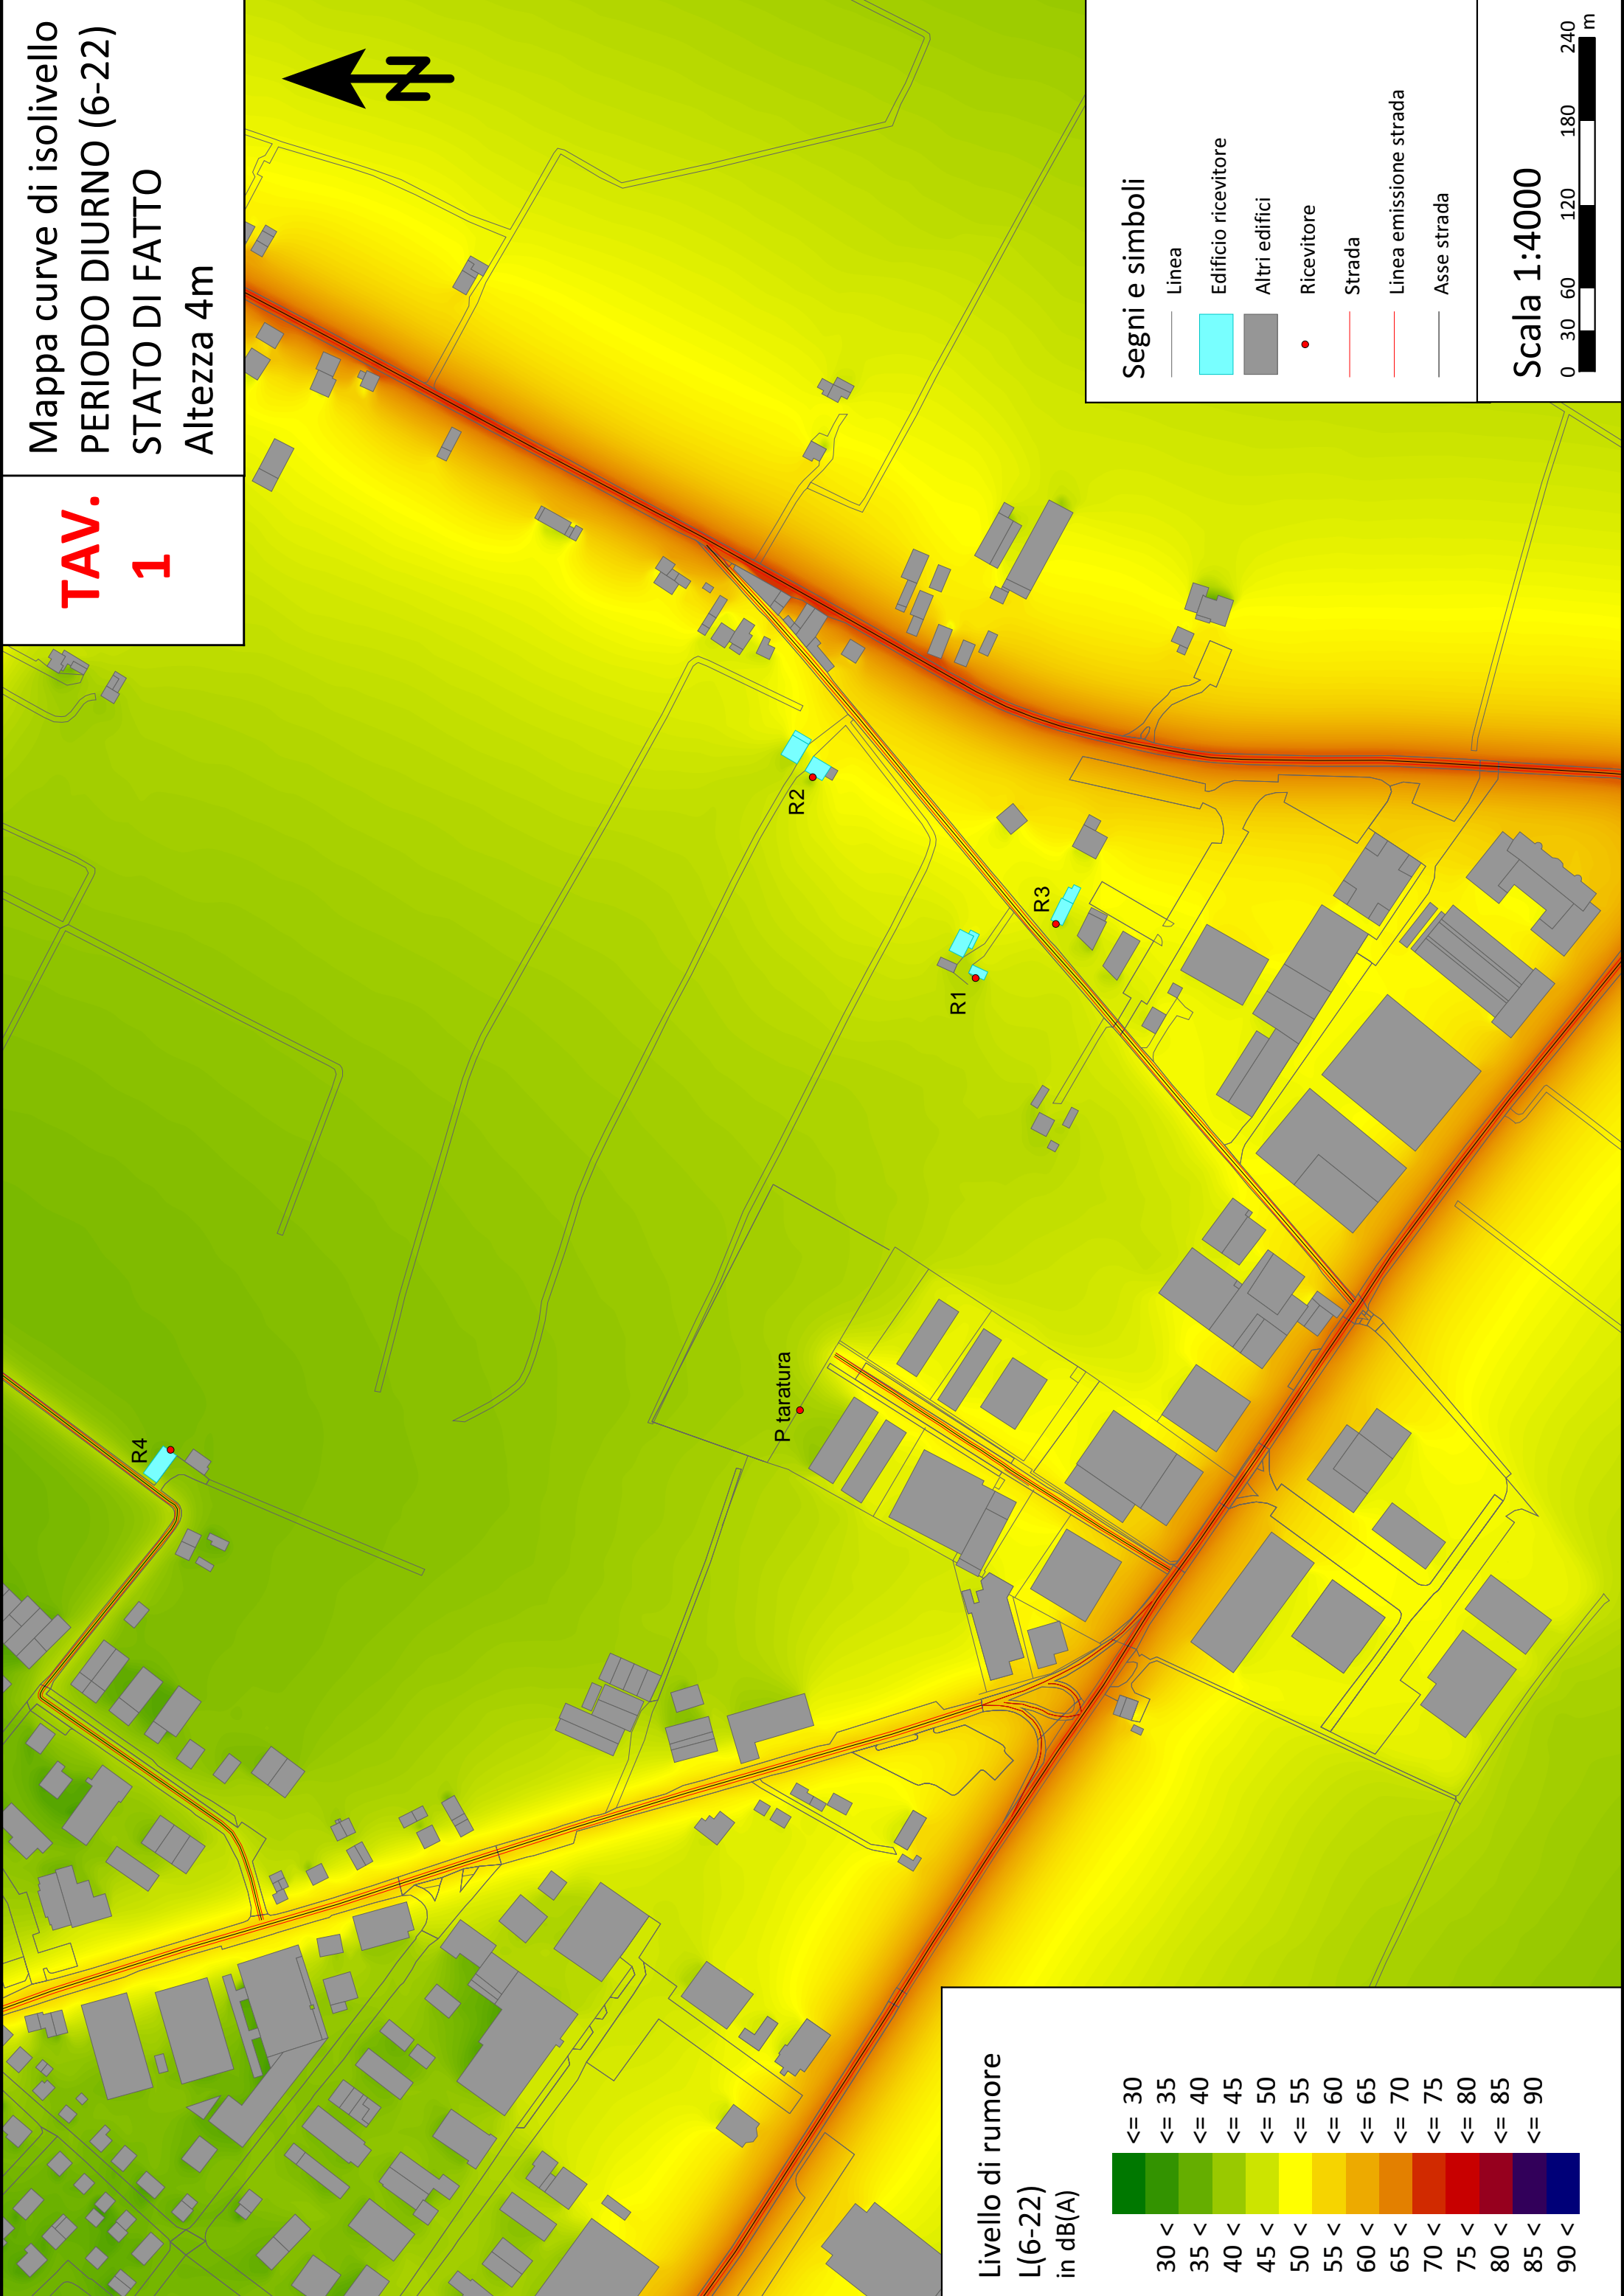 TAV.
1
Mappa curve di isolivello
PERIODO DIURNO (6-22)
STATO DI FATTO
Altezza 4m
N
R4
P taratura
R2
R1
R3
Livello di rumore
L(6-22)
in dB(A)
<= 30
30 < <= 35
35 < <= 40
40 < <= 45
45 < <= 50
50 < <= 55
55 < <= 60
60 < <= 65
65 < <= 70
70 < <= 75
75 < <= 80
80 < <= 85
85 < <= 90
90 <
Segni e simboli
Linea
Edificio ricevitore
Altri edifici
Ricevitore
Strada
Linea emissione strada
Asse strada
Scala 1:4000
0 30 60 120 180 240
m